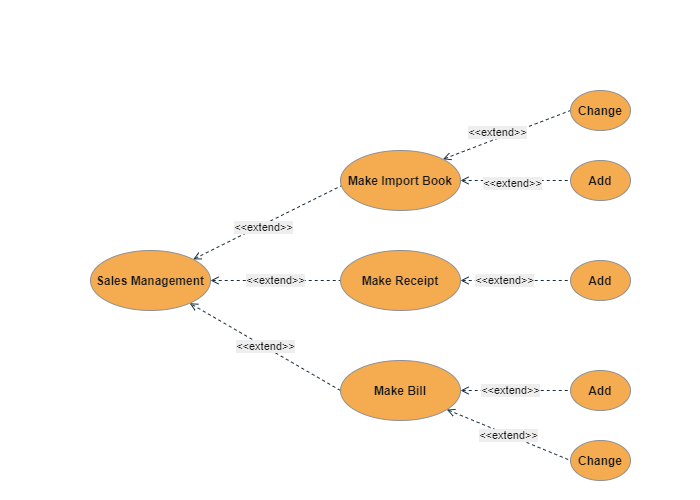 Change
<<extend>>
Make Import Book
<<extend>>
Add
<<extend>>
Sales Management
<<extend>>
Make Receipt
<<extend>>
Add
<<extend>>
Make Bill
<<extend>>
Add
<<extend>>
Change